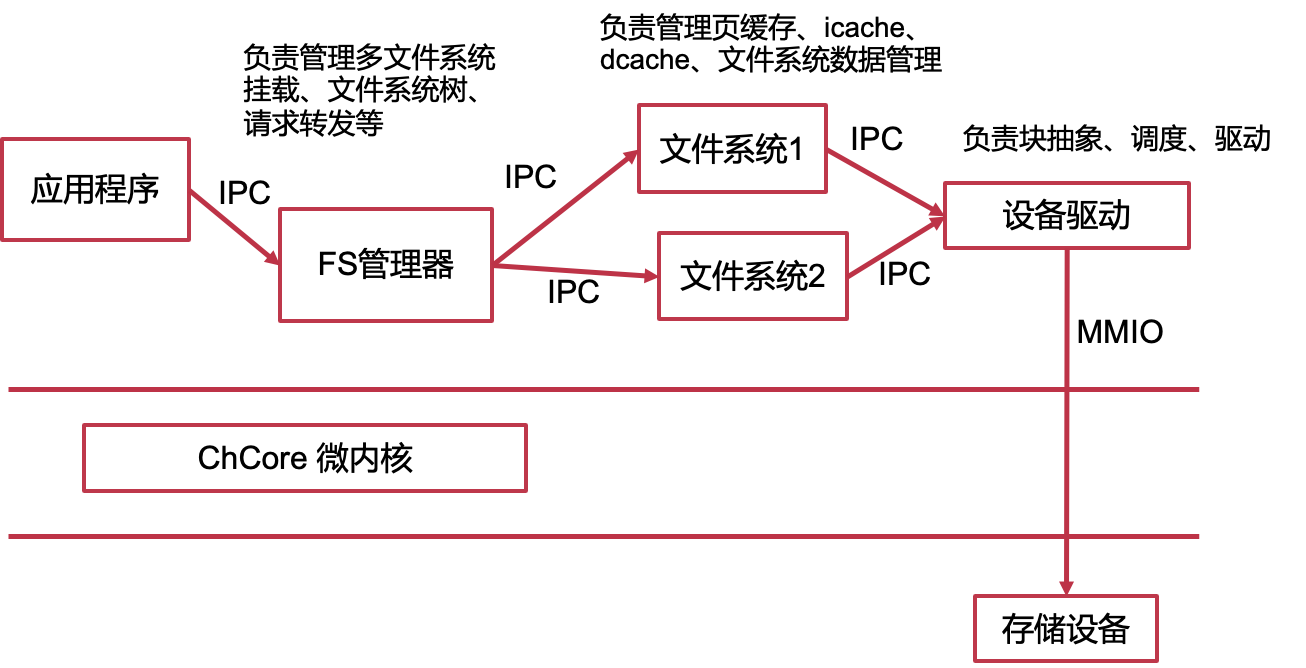 负责管理页缓存、icache、
dcache、文件系统数据管理
负责管理多文件系统
挂载、文件系统树、
请求转发等
应用程序
IPC
FS管理器
IPC
IPC
文件系统1
文件系统2
IPC
IPC
负责块抽象、调度、驱动
设备驱动
MMIO
ChCore 微内核
存储设备